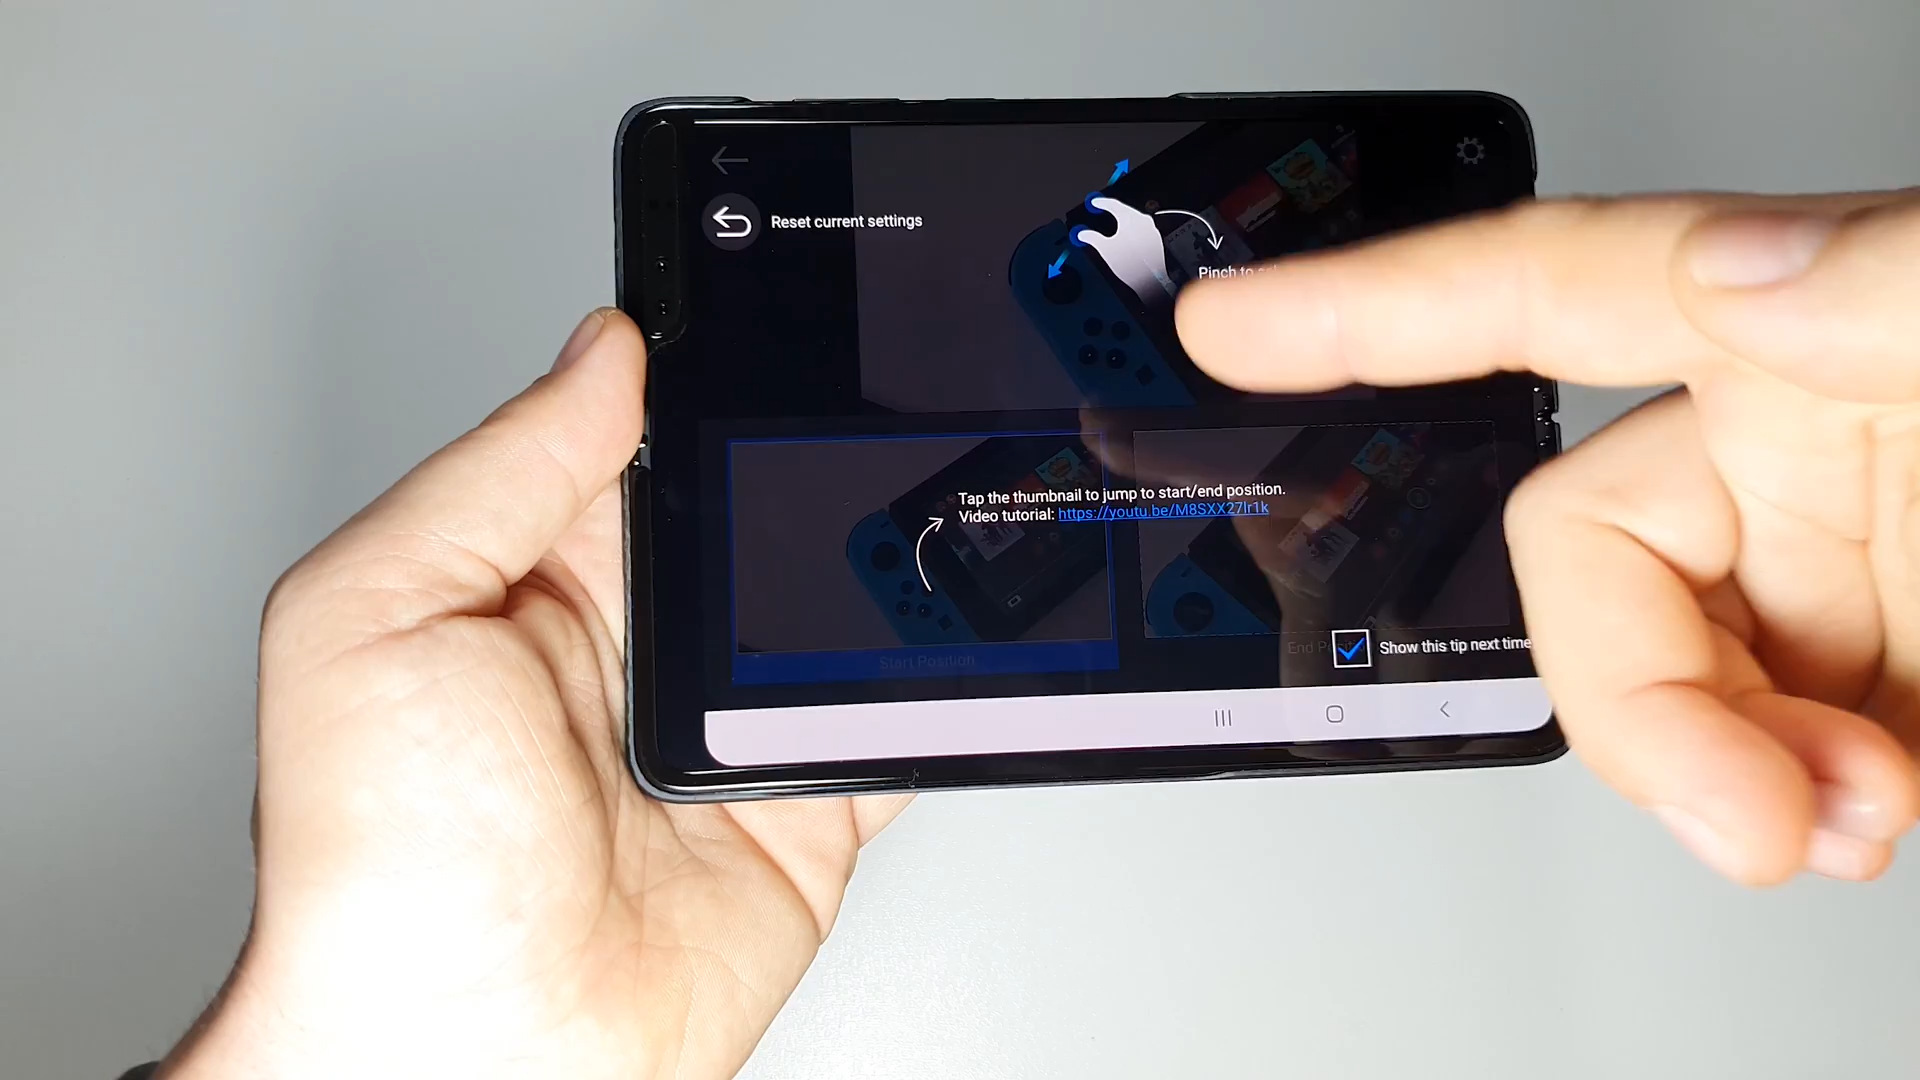 Reset current settings
Pinch to
Tap the thumbnail to jump to start/end position.
Video tutorial: https://youtu.be/M8SXX27lr1k
Start Position
End
Show this tip next time